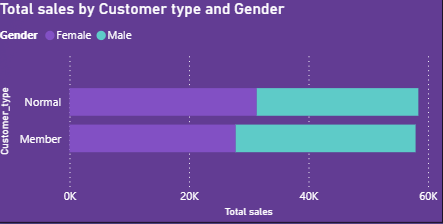 Total sales by Customer type and Gender
Gender Female Male
Customer_type
Normal
Member
0K 20K 40K 60K
Total sales